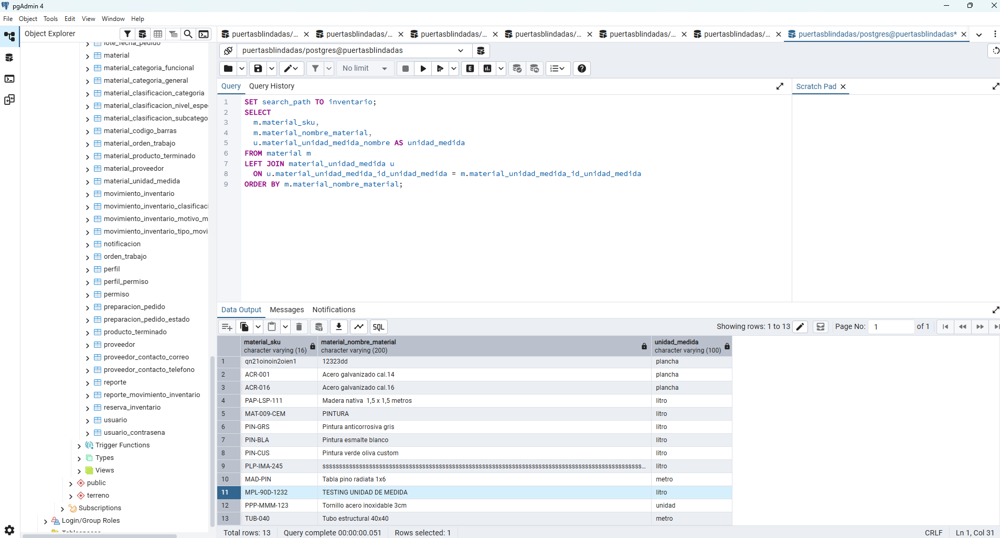 pgAdmin 4
File Object Tools Edit View Window Help
Object Explorer
puertasblindadas/... puertasblindadas/... puertasblindadas/... puertasblindadas/... puertasblindadas/... puertasblindadas/... puertasblindadas/postgres@puertasblindadas*
lote_fecha_pedido
material
material_categoria_funcional
material_categoria_general
material_clasificacion_categoria
material_clasificacion_nivel_espe
material_clasificacion_subcatego
material_codigo_barras
material_orden_trabajo
material_producto_terminado
material_proveedor
material_unidad_medida
movimiento_inventario
movimiento_inventario_clasificaci
movimiento_inventario_motivo_m
movimiento_inventario_tipo_movi
notificacion
orden_trabajo
perfil
perfil_permiso
permiso
preparacion_pedido
preparacion_pedido_estado
producto_terminado
proveedor
proveedor_contacto_correo
proveedor_contacto_telefono
reporte
reporte_movimiento_inventario
reserva_inventario
usuario
usuario_contrasena
Trigger Functions
Types
Views
public
terreno
Subscriptions
Login/Group Roles
puertasblindadas/postgres@puertasblindadas
No limit
E
Query Query History
Scratch Pad
1 SET search_path TO inventario;
2 SELECT
3 m.material_sku,
4 m.material_nombre_material,
5 u.material_unidad_medida_nombre AS unidad_medida
6 FROM material m
7 LEFT JOIN material_unidad_medida u
8 ON u.material_unidad_medida_id_unidad_medida = m.material_unidad_medida_id_unidad_medida
9 ORDER BY m.material_nombre_material;
Data Output Messages Notifications
SQL
Showing rows: 1 to 13
Page No: 1 of 1
material_sku material_nombre_material unidad_medida
character varying (16) character varying (200) character varying (100)
1 qn21oinoin2oien1 12323dd plancha
2 ACR-001 Acero galvanizado cal.14 plancha
3 ACR-016 Acero galvanizado cal.16 plancha
4 PAP-LSP-111 Madera nativa  1,5 x 1,5 metros litro
5 MAT-009-CEM PINTURA litro
6 PIN-GRS Pintura anticorrosiva gris litro
7 PIN-BLA Pintura esmalte blanco litro
8 PIN-CUS Pintura verde oliva custom litro
9 PLP-IMA-245 ssssssssssssssssssssssssssssssssssssssssssssssssssssssssssssssssssssssssssssssssssssssssssssssss... litro
10 MAD-PIN Tabla pino radiata 1x6 metro
11 MPL-90D-1232 TESTING UNIDAD DE MEDIDA litro
12 PPP-MMM-123 Tornillo acero inoxidable 3cm unidad
13 TUB-040 Tubo estructural 40x40 metro
Total rows: 13 Query complete 00:00:00.051 Rows selected: 1 CRLF Ln 1, Col 31